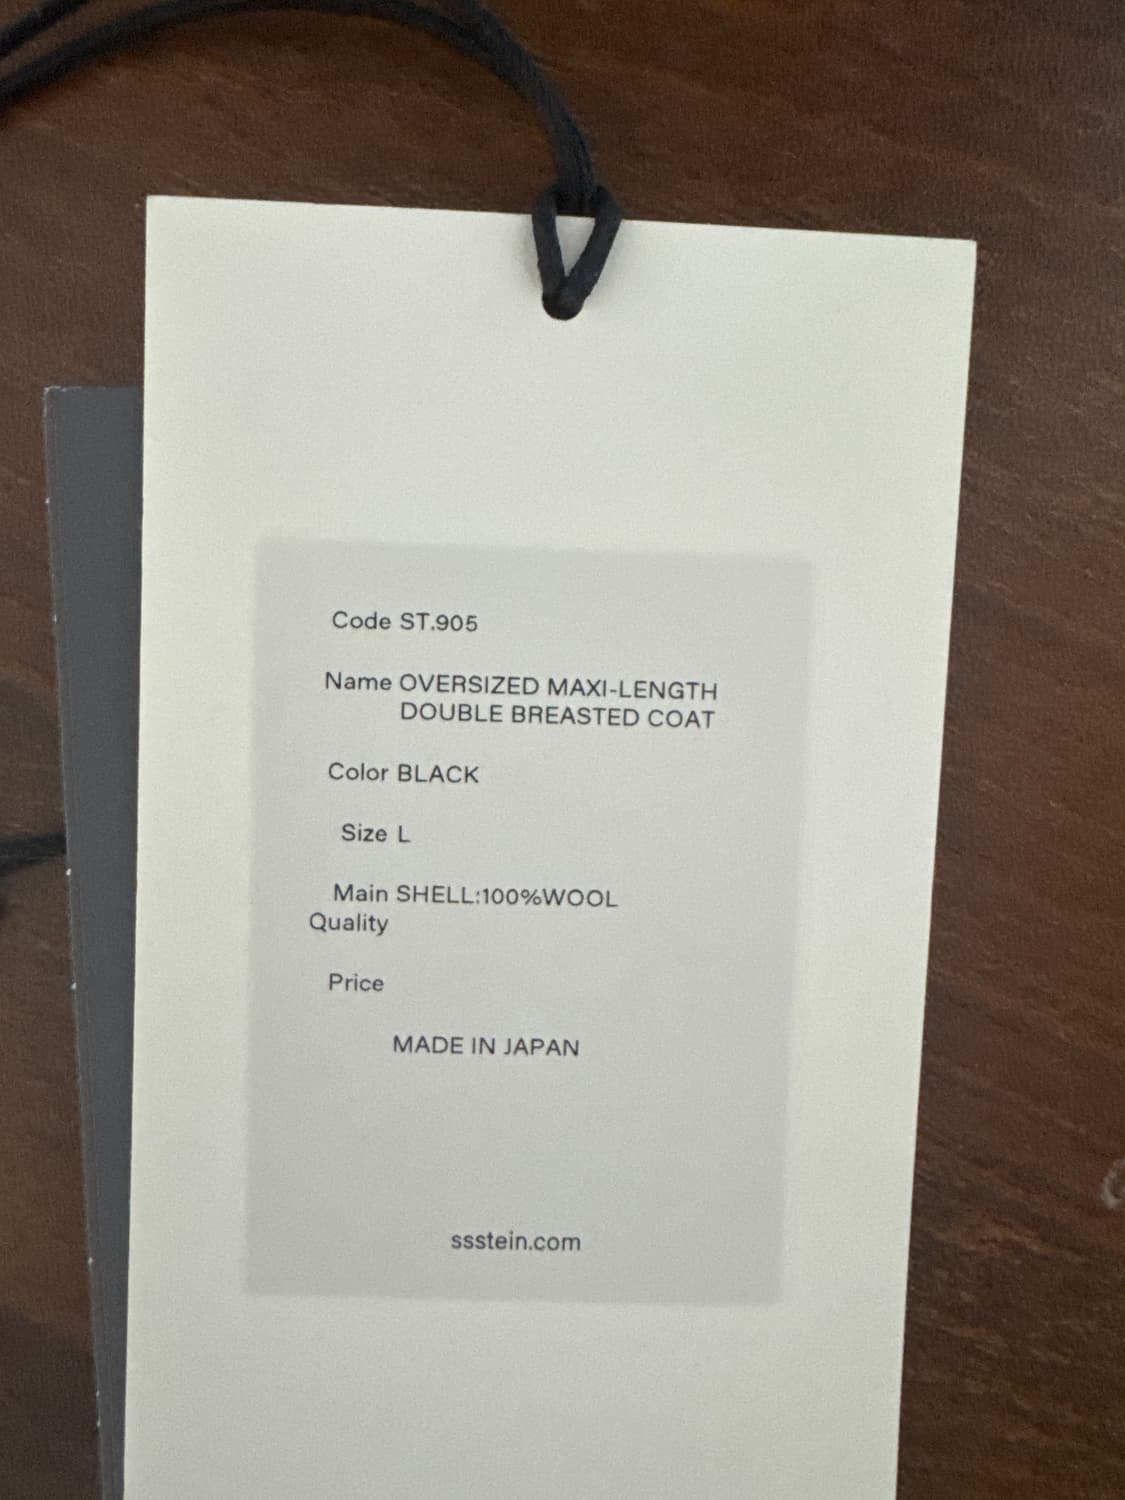 Code ST.905
Name OVERSIZED MAXI-LENGTH
DOUBLE BREASTED COAT
Color BLACK
Size L
Main SHELL:100%WOOL
Quality
Price
MADE IN JAPAN
ssstein.com